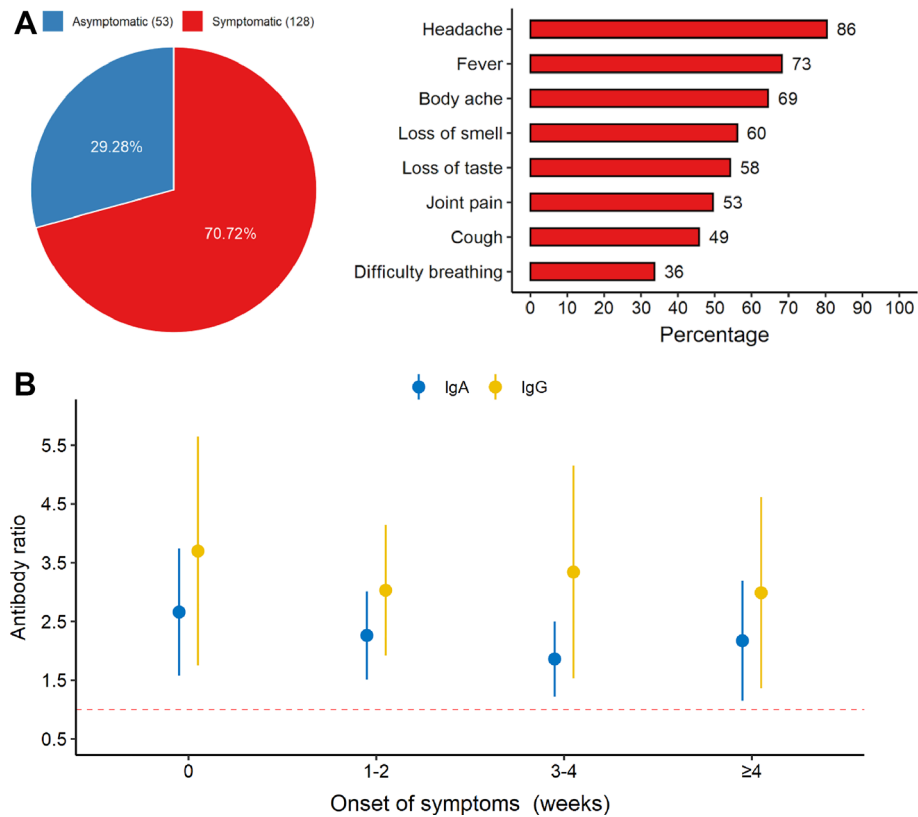 A
Asymptomatic (53) Symptomatic (128)
29.28%
70.72%
Headache 86
Fever 73
Body ache 69
Loss of smell 60
Loss of taste 58
Joint pain 53
Cough 49
Difficulty breathing 36
0 10 20 30 40 50 60 70 80 90 100
Percentage
B
IgA IgG
Antibody ratio
5.5
4.5
3.5
2.5
1.5
0.5
0 1-2 3-4 ≥4
Onset of symptoms (weeks)